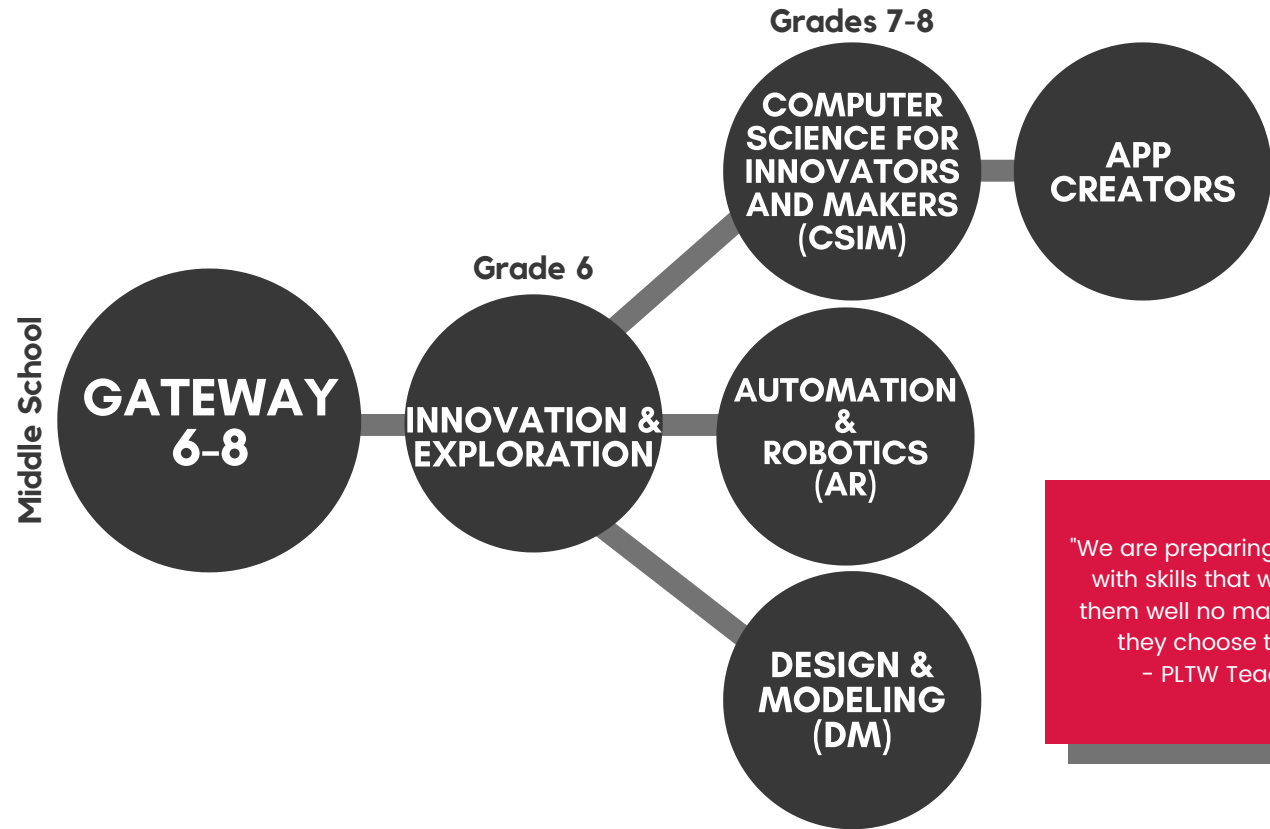 Middle School
GATEWAY
6-8
Grade 6
INNOVATION &
EXPLORATION
Grades 7-8
COMPUTER
SCIENCE FOR
INNOVATORS
AND MAKERS
(CSIM)
APP
CREATORS
AUTOMATION
&
ROBOTICS
(AR)
DESIGN &
MODELING
(DM)
"We are preparing
with skills that
them well no
they choose
- PLTW